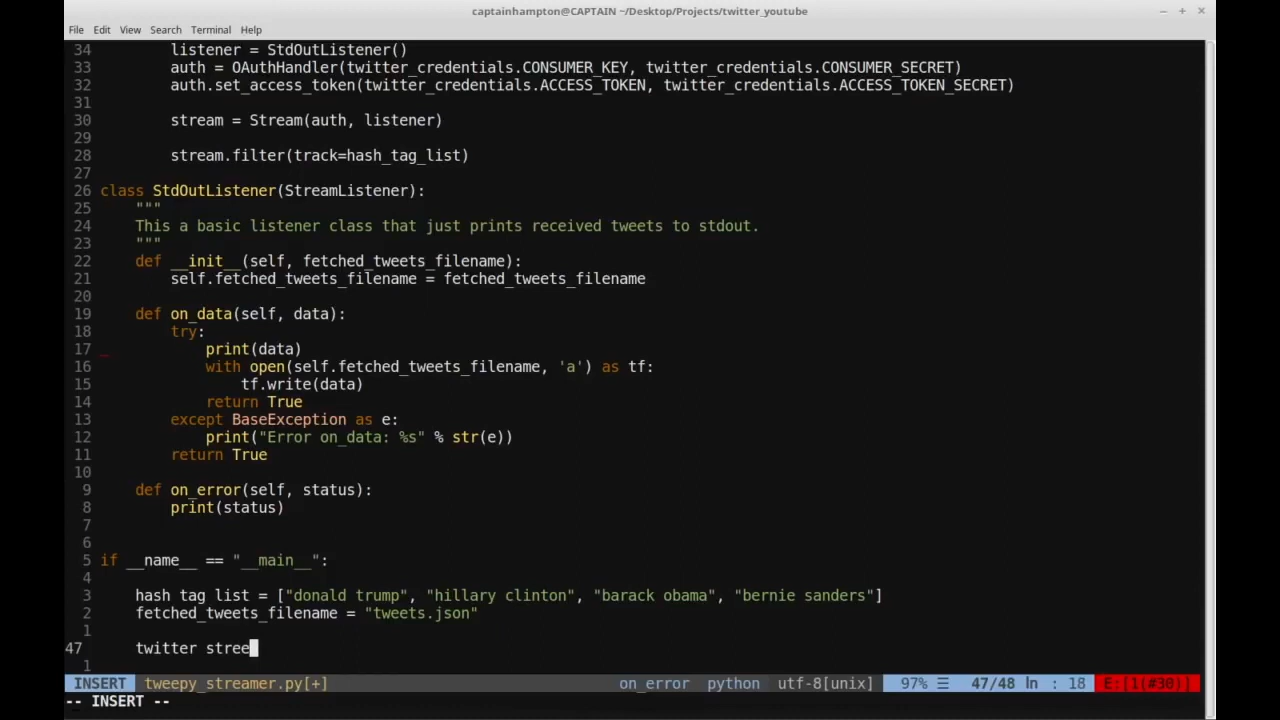 captainhampton@CAPTAIN ~/Desktop/Projects/twitter_youtube
File Edit View Search Terminal Help
34 listener = StdOutListener()
33 auth = OAuthHandler(twitter_credentials.CONSUMER_KEY, twitter_credentials.CONSUMER_SECRET)
32 auth.set_access_token(twitter_credentials.ACCESS_TOKEN, twitter_credentials.ACCESS_TOKEN_SECRET)
31
30 stream = Stream(auth, listener)
29
28 stream.filter(track=hash_tag_list)
27
26 class StdOutListener(StreamListener):
25 """
24 This a basic listener class that just prints received tweets to stdout.
23 """
22 def __init__(self, fetched_tweets_filename):
21 self.fetched_tweets_filename = fetched_tweets_filename
20
19 def on_data(self, data):
18 try:
17 print(data)
16 with open(self.fetched_tweets_filename, 'a') as tf:
15 tf.write(data)
14 return True
13 except BaseException as e:
12 print("Error on_data: %s" % str(e))
11 return True
10
9 def on_error(self, status):
8 print(status)
7
6
5 if __name__ == "__main__":
4
3 hash tag list = ["donald trump", "hillary clinton", "barack obama", "bernie sanders"]
2 fetched_tweets_filename = "tweets.json"
1
47 twitter stree
1
INSERT tweepy_streamer.py[+] on_error python utf-8[unix] 97% ☰ 47/48 ln : 18 E:[1(#30)]
-- INSERT --